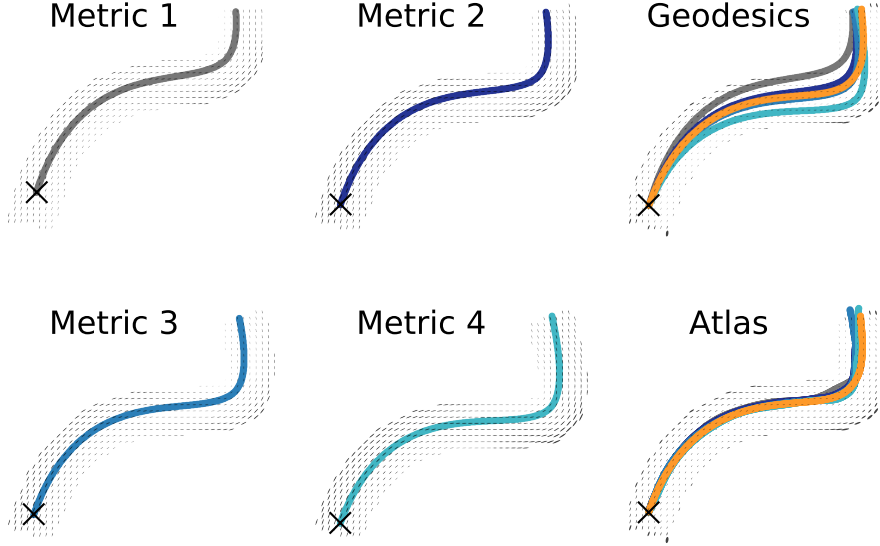 Metric 1
Metric 2
Geodesics
Metric 3
Metric 4
Atlas